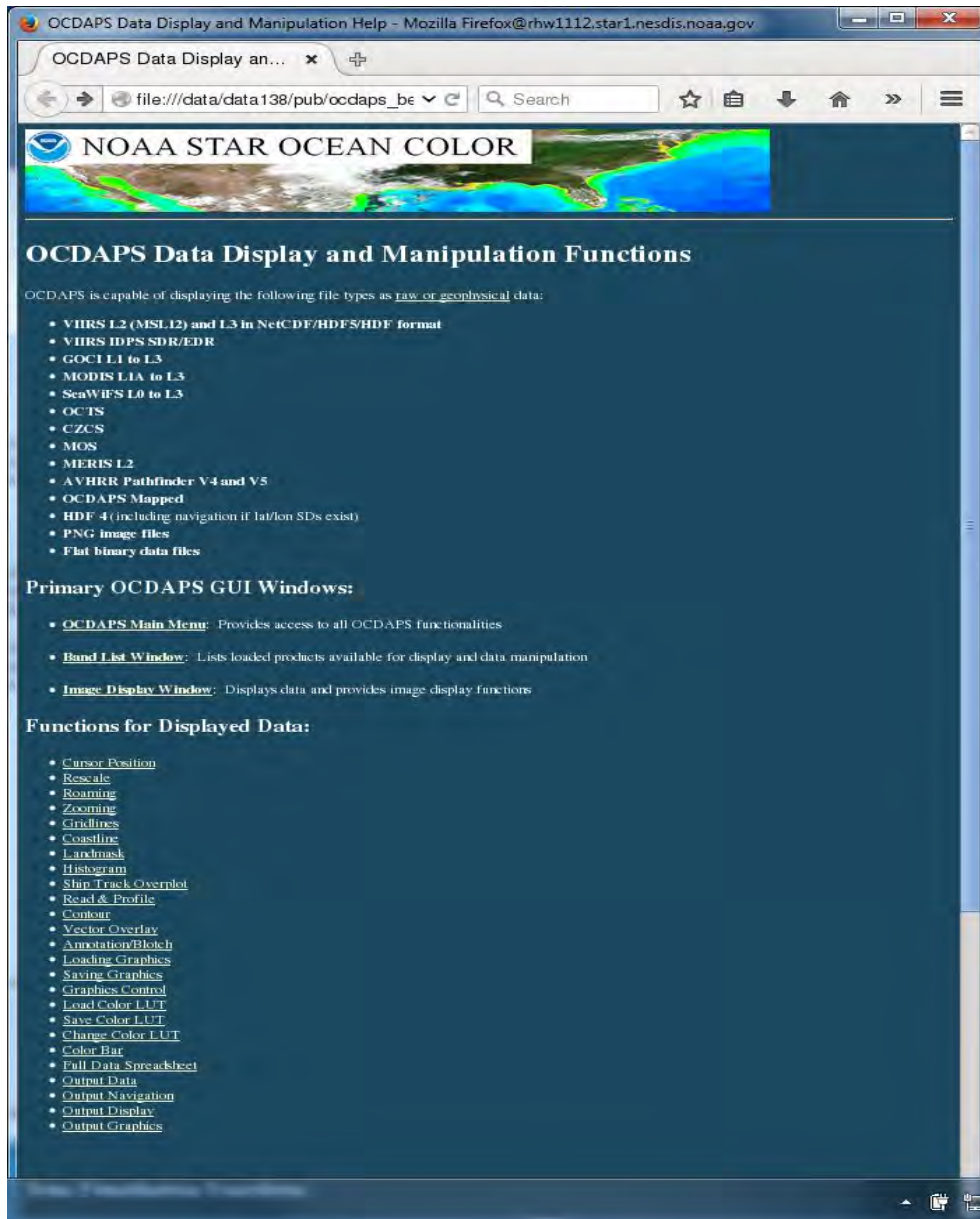 OCDAPS Data Display and Manipulation Help - Mozilla Firefox@rhw1112.star1.nesdis.noaa.gov
OCDAPS Data Display an...
file:///data/data138/pub/ocdaps_be
Search
NOAA STAR OCEAN COLOR
OCDAPS Data Display and Manipulation Functions
OCDAPS is capable of displaying the following file types as raw or geophysical data:
• VIIRS L2 (MSL12) and L3 in NetCDF/HDF5/HDF format
• VIIRS IDPS SDR/EDR
• GOCI L1 to L3
• MODIS L1A to L3
• SeaWiFS L0 to L3
• OCTS
• CZCS
• MOS
• MERIS L2
• AVHRR Pathfinder V4 and V5
• OCDAPS Mapped
• HDF 4 (including navigation if lat/lon SDs exist)
• PNG image files
• Flat binary data files
Primary OCDAPS GUI Windows:
• OCDAPS Main Menu: Provides access to all OCDAPS functionalities
• Band List Window: Lists loaded products available for display and data manipulation
• Image Display Window: Displays data and provides image display functions
Functions for Displayed Data:
• Cursor Position
• Rescale
• Roaming
• Zooming
• Gridlines
• Coastline
• Landmask
• Histogram
• Ship Track Overplot
• Read & Profile
• Contour
• Vector Overlay
• Annotation/Blotch
• Loading Graphics
• Saving Graphics
• Graphics Control
• Load Color LUT
• Save Color LUT
• Change Color LUT
• Color Bar
• Full Data Spreadsheet
• Output Data
• Output Navigation
• Output Display
• Output Graphics